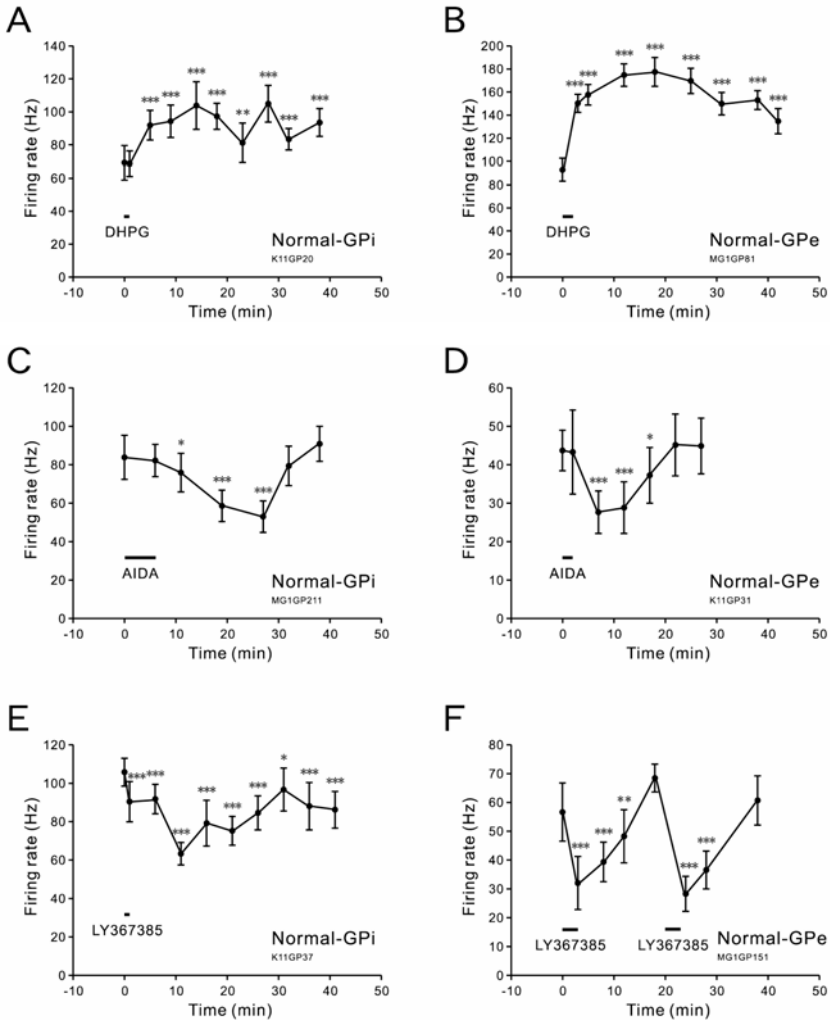 A
Firing rate (Hz)
140
120
100
80
60
40
20
0
*** *** *** *** ** *** *** ***
DHPG
Normal-GPi
K11GP20
-10 0 10 20 30 40 50
Time (min)
B
Firing rate (Hz)
200
180
160
140
120
100
80
60
40
20
0
*** *** *** *** *** *** *** ***
DHPG
Normal-GPe
MG1GP81
-10 0 10 20 30 40 50
Time (min)
C
Firing rate (Hz)
120
100
80
60
40
20
0
* *** ***
AIDA
Normal-GPi
MG1GP211
-10 0 10 20 30 40 50
Time (min)
D
Firing rate (Hz)
60
50
40
30
20
10
0
*** *** *
AIDA
Normal-GPe
K11GP31
-10 0 10 20 30 40 50
Time (min)
E
Firing rate (Hz)
120
100
80
60
40
20
0
*** *** *** *** *** *** * *** ***
LY367385
Normal-GPi
K11GP37
-10 0 10 20 30 40 50
Time (min)
F
Firing rate (Hz)
80
70
60
50
40
30
20
10
0
*** *** ** *** ***
LY367385 LY367385
Normal-GPe
MG1GP151
-10 0 10 20 30 40 50
Time (min)